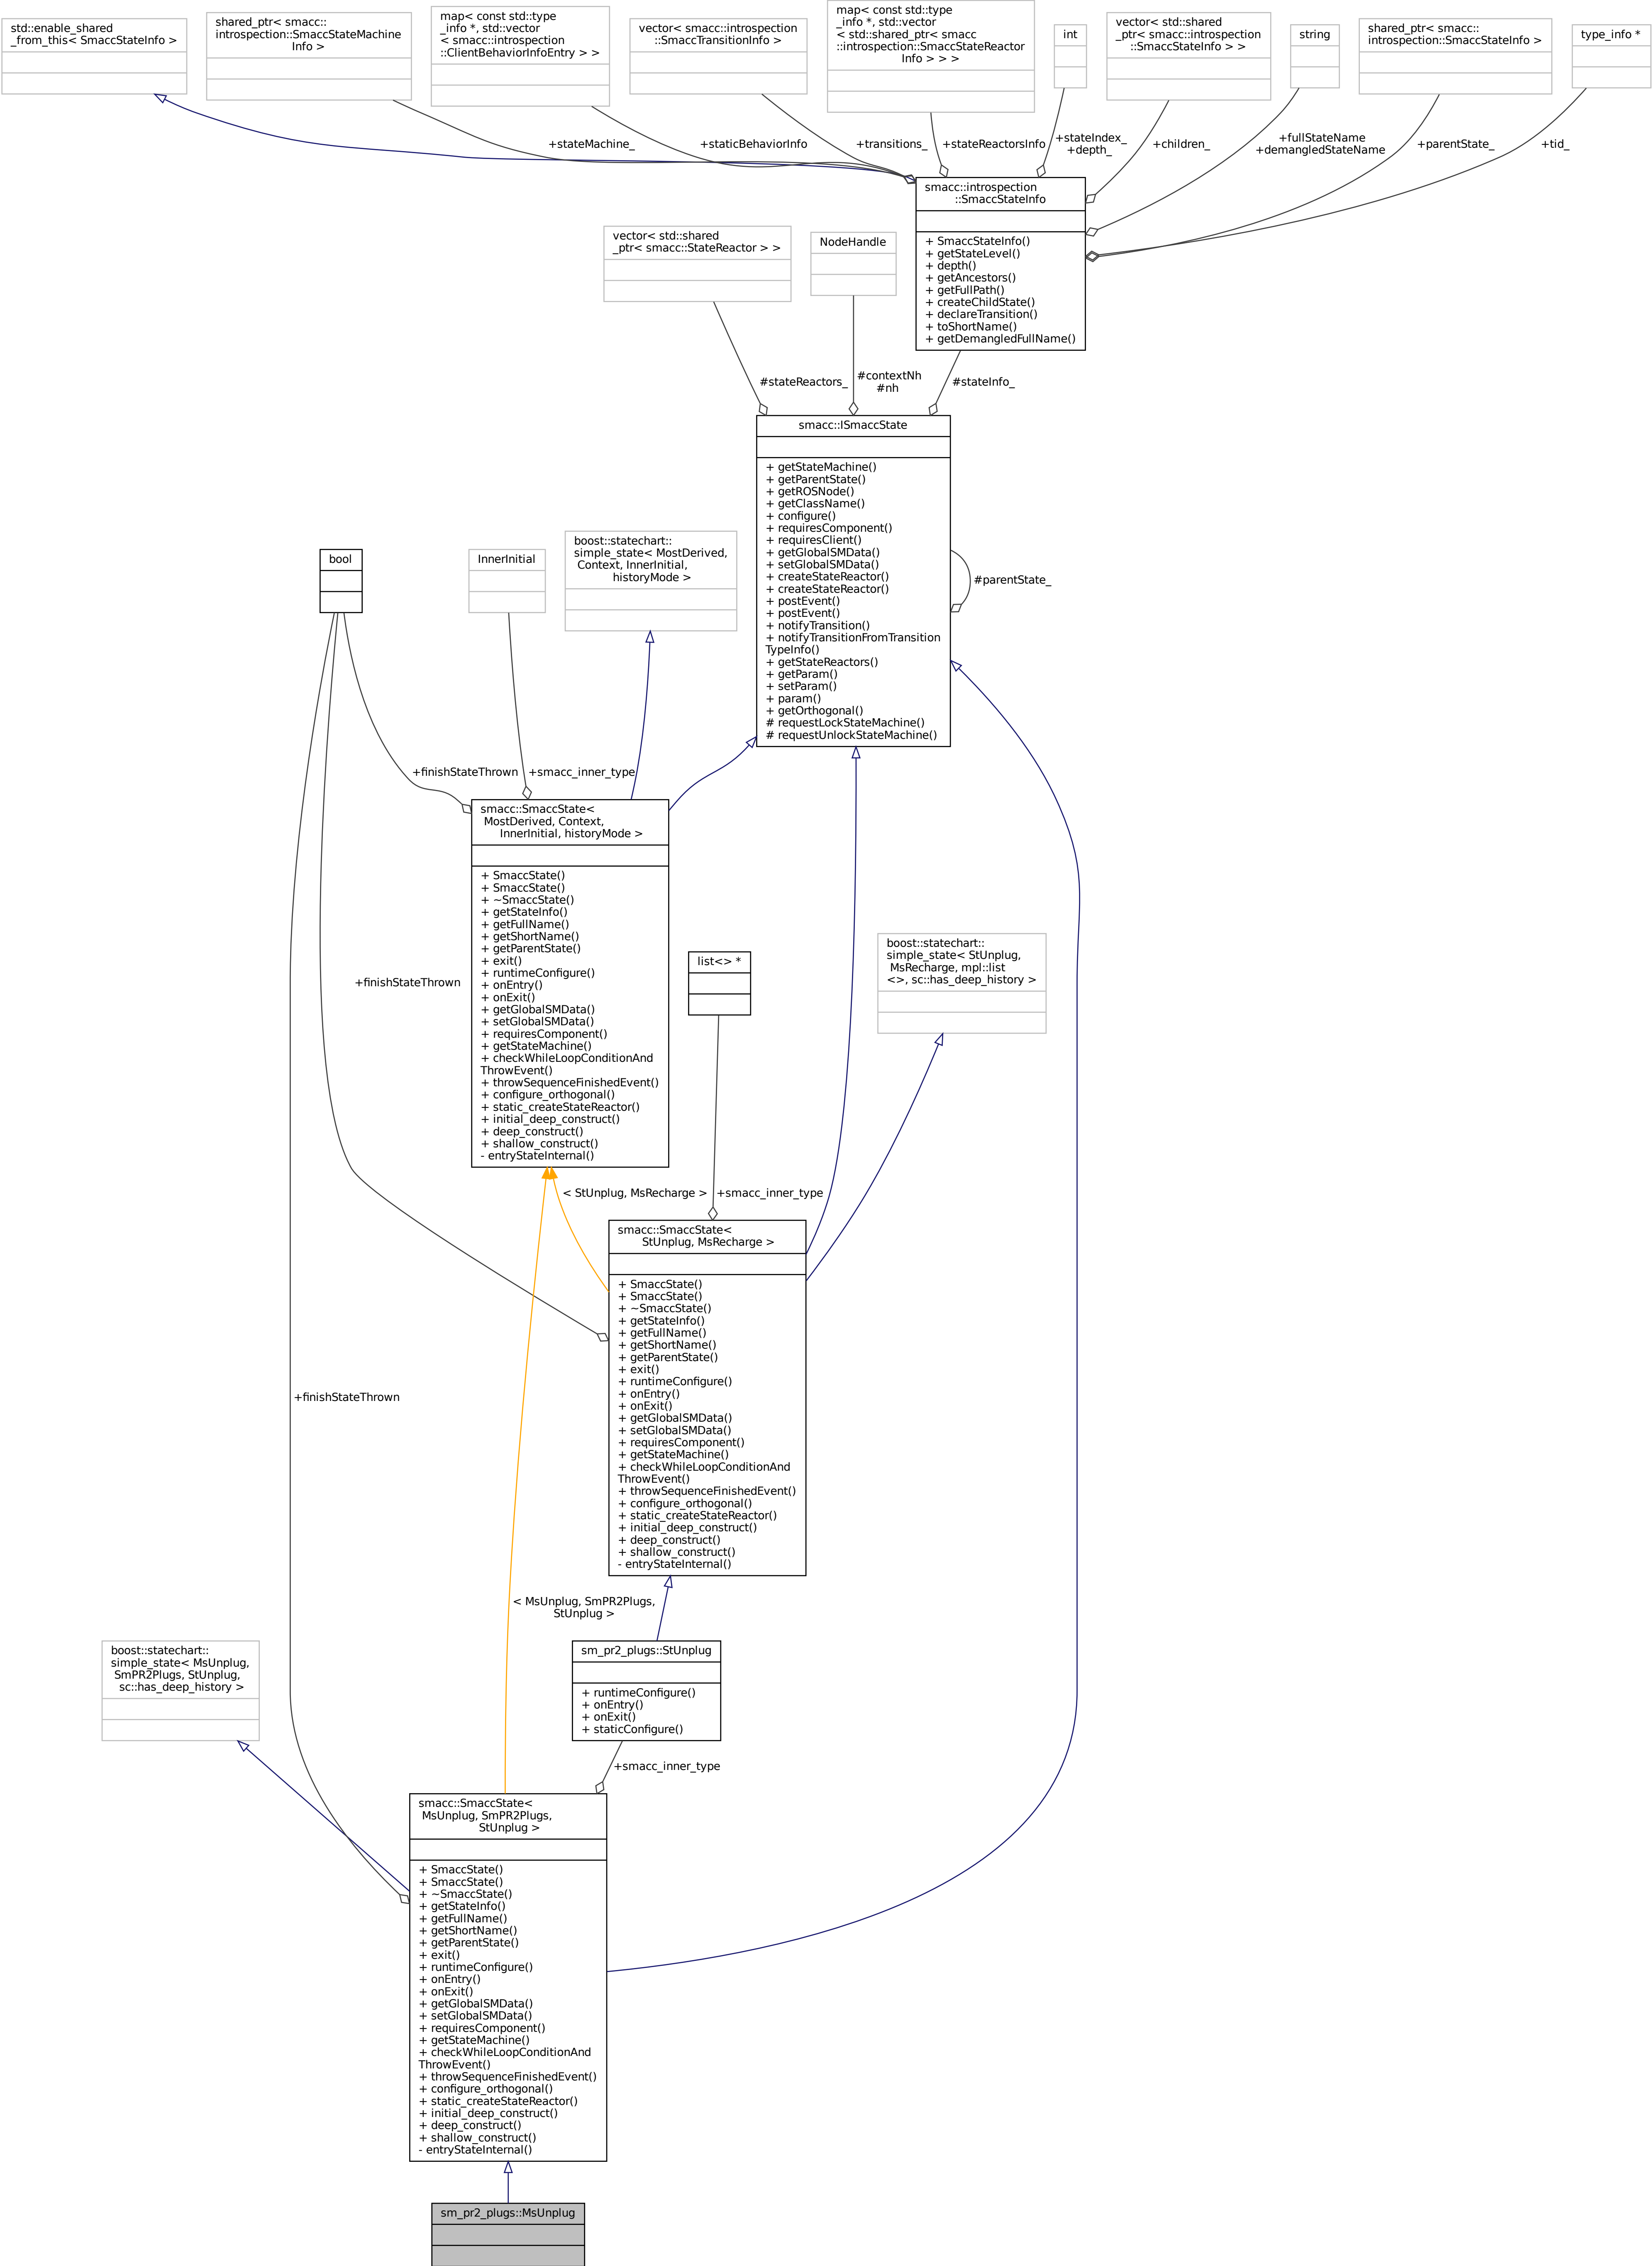 std::enable_shared
_from_this< SmaccStateInfo >
shared_ptr< smacc::
introspection::SmaccStateMachine
Info >
map< const std::type
_info *, std::vector
< smacc::introspection
::ClientBehaviorInfoEntry > >
vector< smacc::introspection
::SmaccTransitionInfo >
map< const std::type
_info *, std::vector
< std::shared_ptr< smacc
::introspection::SmaccStateReactor
Info > > >
int
vector< std::shared
_ptr< smacc::introspection
::SmaccStateInfo > >
string
shared_ptr< smacc::
introspection::SmaccStateInfo >
type_info *
+stateMachine_
+staticBehaviorInfo
+transitions_
+stateReactorsInfo
+stateIndex_
+depth_
+children_
+fullStateName
+demangledStateName
+parentState_
+tid_
smacc::introspection
::SmaccStateInfo
+ SmaccStateInfo()
+ getStateLevel()
+ depth()
+ getAncestors()
+ getFullPath()
+ createChildState()
+ declareTransition()
+ toShortName()
+ getDemangledFullName()
vector< std::shared
_ptr< smacc::StateReactor > >
NodeHandle
#stateReactors_
#contextNh
#nh
#stateInfo_
smacc::ISmaccState
+ getStateMachine()
+ getParentState()
+ getROSNode()
+ getClassName()
+ configure()
+ requiresComponent()
+ requiresClient()
+ getGlobalSMData()
+ setGlobalSMData()
+ createStateReactor()
+ createStateReactor()
+ postEvent()
+ postEvent()
+ notifyTransition()
+ notifyTransitionFromTransition
TypeInfo()
+ getStateReactors()
+ getParam()
+ setParam()
+ param()
+ getOrthogonal()
# requestLockStateMachine()
# requestUnlockStateMachine()
#parentState_
bool
InnerInitial
boost::statechart::
simple_state< MostDerived,
Context, InnerInitial,
historyMode >
+finishStateThrown
+smacc_inner_type
smacc::SmaccState<
MostDerived, Context,
InnerInitial, historyMode >
+ SmaccState()
+ SmaccState()
+ ~SmaccState()
+ getStateInfo()
+ getFullName()
+ getShortName()
+ getParentState()
+ exit()
+ runtimeConfigure()
+ onEntry()
+ onExit()
+ getGlobalSMData()
+ setGlobalSMData()
+ requiresComponent()
+ getStateMachine()
+ checkWhileLoopConditionAnd
ThrowEvent()
+ throwSequenceFinishedEvent()
+ configure_orthogonal()
+ static_createStateReactor()
+ initial_deep_construct()
+ deep_construct()
+ shallow_construct()
- entryStateInternal()
+finishStateThrown
list<> *
boost::statechart::
simple_state< StUnplug,
MsRecharge, mpl::list
<>, sc::has_deep_history >
< StUnplug, MsRecharge >
+smacc_inner_type
smacc::SmaccState<
StUnplug, MsRecharge >
+ SmaccState()
+ SmaccState()
+ ~SmaccState()
+ getStateInfo()
+ getFullName()
+ getShortName()
+ getParentState()
+ exit()
+ runtimeConfigure()
+ onEntry()
+ onExit()
+ getGlobalSMData()
+ setGlobalSMData()
+ requiresComponent()
+ getStateMachine()
+ checkWhileLoopConditionAnd
ThrowEvent()
+ throwSequenceFinishedEvent()
+ configure_orthogonal()
+ static_createStateReactor()
+ initial_deep_construct()
+ deep_construct()
+ shallow_construct()
- entryStateInternal()
+finishStateThrown
< MsUnplug, SmPR2Plugs,
StUnplug >
boost::statechart::
simple_state< MsUnplug,
SmPR2Plugs, StUnplug,
sc::has_deep_history >
sm_pr2_plugs::StUnplug
+ runtimeConfigure()
+ onEntry()
+ onExit()
+ staticConfigure()
+smacc_inner_type
smacc::SmaccState<
MsUnplug, SmPR2Plugs,
StUnplug >
+ SmaccState()
+ SmaccState()
+ ~SmaccState()
+ getStateInfo()
+ getFullName()
+ getShortName()
+ getParentState()
+ exit()
+ runtimeConfigure()
+ onEntry()
+ onExit()
+ getGlobalSMData()
+ setGlobalSMData()
+ requiresComponent()
+ getStateMachine()
+ checkWhileLoopConditionAnd
ThrowEvent()
+ throwSequenceFinishedEvent()
+ configure_orthogonal()
+ static_createStateReactor()
+ initial_deep_construct()
+ deep_construct()
+ shallow_construct()
- entryStateInternal()
sm_pr2_plugs::MsUnplug